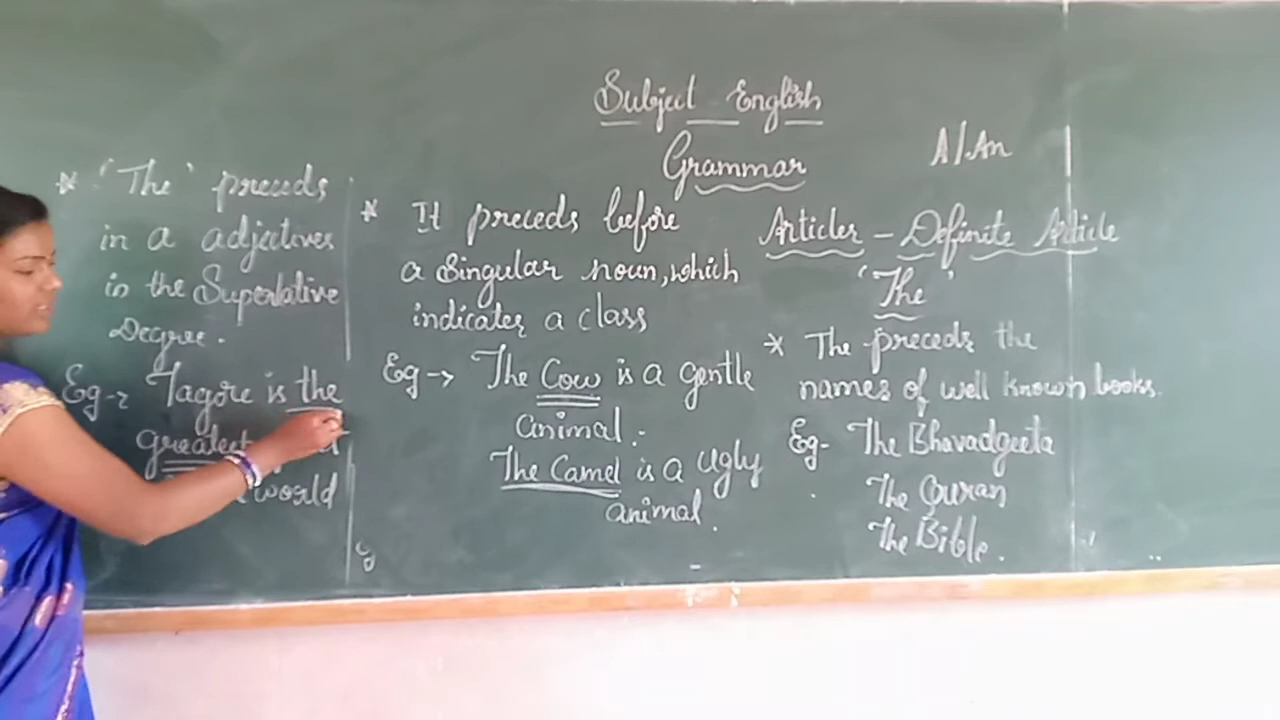 Subject English
Grammar
A/An
Articles - Definite Article
'The'
* The preceds the
names of well known books.
Eg- The Bhavadgeeta
The Quran
The Bible.
* It preceds before
a Singular noun, which
indicates a class
Eg → The Cow is a gentle
animal.-
The Camel is a Ugly
animal.
* 'The' preceds
in a adjectives
in the Superlative
Degree.
Eg → Tagore is the
greatest
world